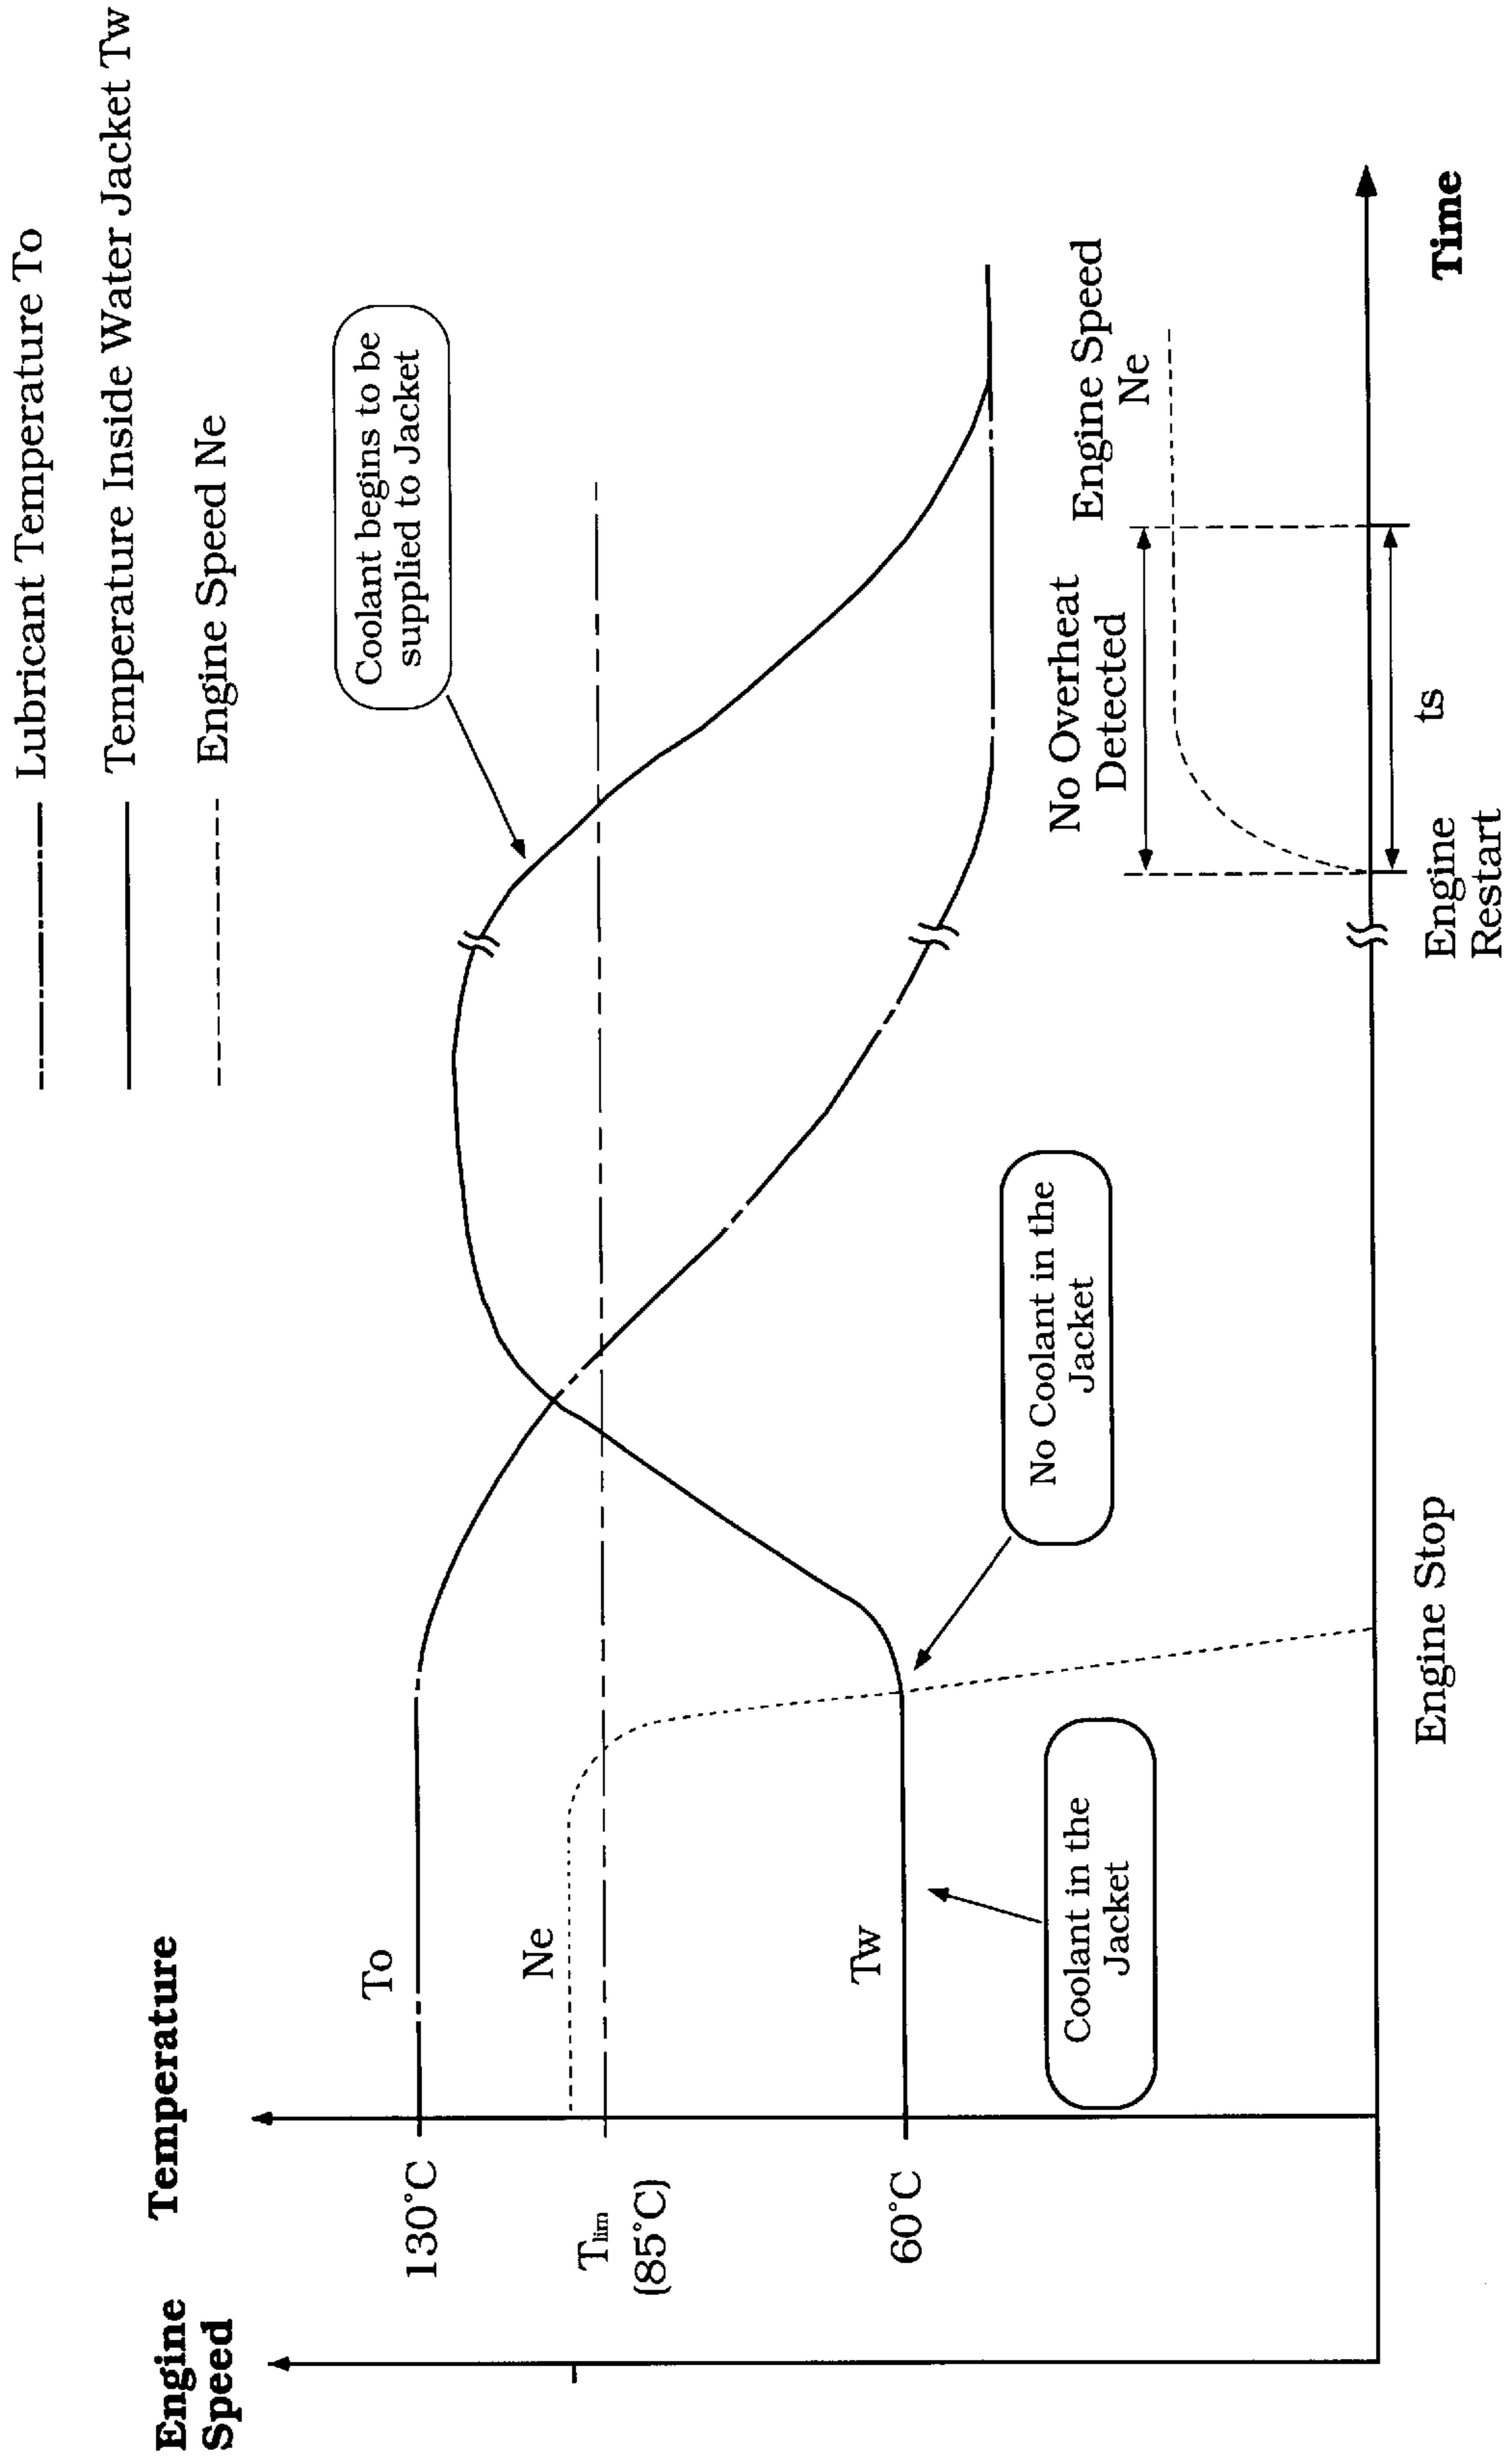 Lubricant Temperature To
Temperature Inside Water Jacket Tw
Engine Speed Ne
Engine
Speed
Temperature
130°C
Tlim
(85°C)
60°C
To
Ne
Tw
Coolant begins to be
supplied to Jacket
Coolant in the
Jacket
No Coolant in the
Jacket
No Overheat
Detected
Engine Speed
Ne
Engine Stop
Engine
Restart
ts
Time